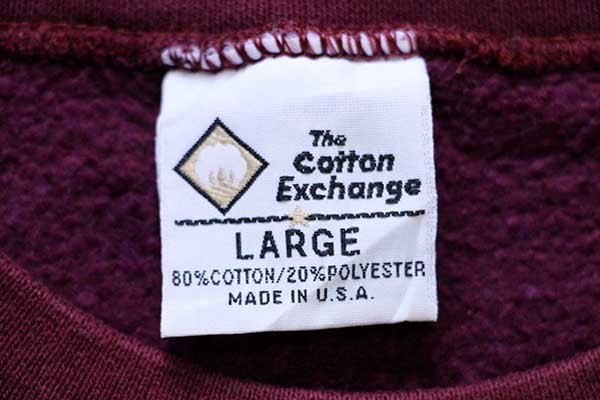 The
Cotton
Exchange
LARGE
80%COTTON/20%POLYESTER
MADE IN U.S.A.